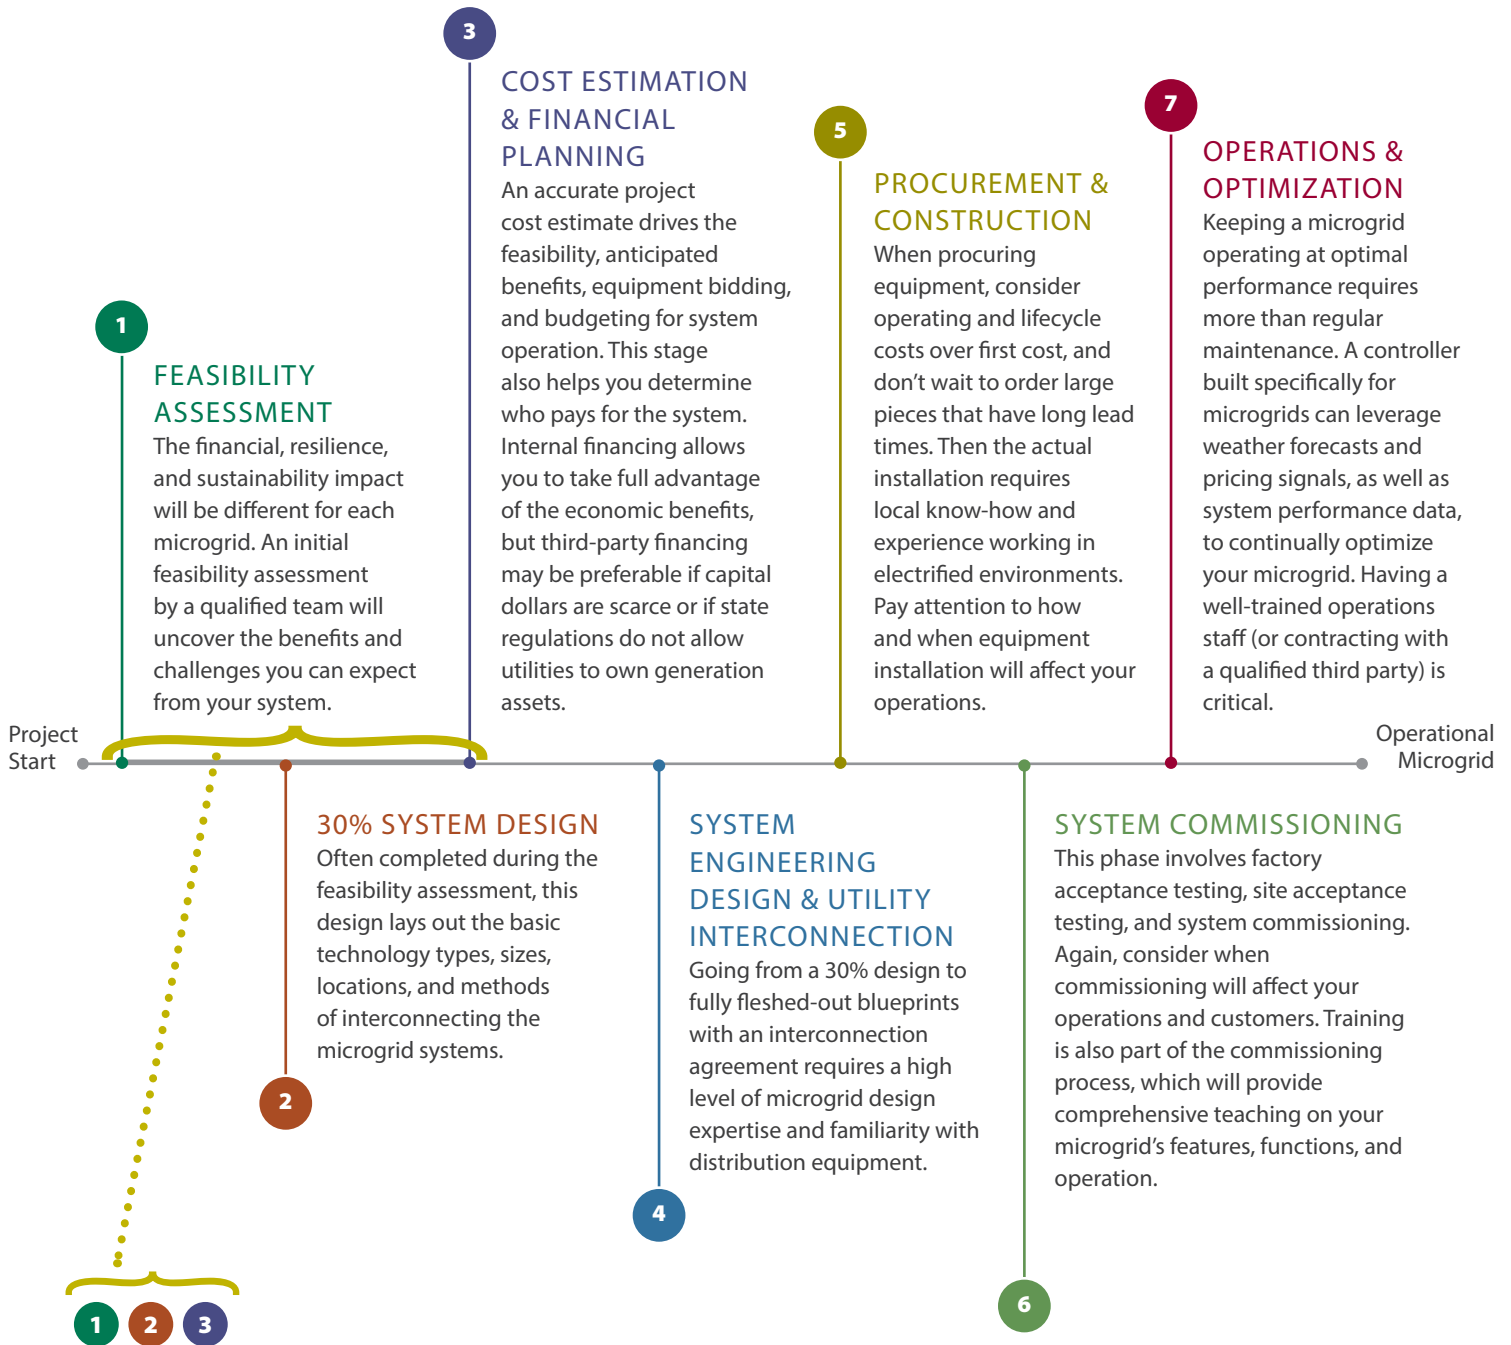 1
FEASIBILITY
ASSESSMENT
The financial, resilience,
and sustainability impact
will be different for each
microgrid. An initial
feasibility assessment
by a qualified team will
uncover the benefits and
challenges you can expect
from your system.
3
COST ESTIMATION
& FINANCIAL
PLANNING
An accurate project
cost estimate drives the
feasibility, anticipated
benefits, equipment bidding,
and budgeting for system
operation. This stage
also helps you determine
who pays for the system.
Internal financing allows
you to take full advantage
of the economic benefits,
but third-party financing
may be preferable if capital
dollars are scarce or if state
regulations do not allow
utilities to own generation
assets.
5
PROCUREMENT &
CONSTRUCTION
When procuring
equipment, consider
operating and lifecycle
costs over first cost, and
don’t wait to order large
pieces that have long lead
times. Then the actual
installation requires
local know-how and
experience working in
electrified environments.
Pay attention to how
and when equipment
installation will affect your
operations.
7
OPERATIONS &
OPTIMIZATION
Keeping a microgrid
operating at optimal
performance requires
more than regular
maintenance. A controller
built specifically for
microgrids can leverage
weather forecasts and
pricing signals, as well as
system performance data,
to continually optimize
your microgrid. Having a
well-trained operations
staff (or contracting with
a qualified third party) is
critical.
Project
Start
Operational
Microgrid
30% SYSTEM DESIGN
Often completed during the
feasibility assessment, this
design lays out the basic
technology types, sizes,
locations, and methods
of interconnecting the
microgrid systems.
2
SYSTEM
ENGINEERING
DESIGN & UTILITY
INTERCONNECTION
Going from a 30% design to
fully fleshed-out blueprints
with an interconnection
agreement requires a high
level of microgrid design
expertise and familiarity with
distribution equipment.
4
SYSTEM COMMISSIONING
This phase involves factory
acceptance testing, site acceptance
testing, and system commissioning.
Again, consider when
commissioning will affect your
operations and customers. Training
is also part of the commissioning
process, which will provide
comprehensive teaching on your
microgrid’s features, functions, and
operation.
6
1 2 3